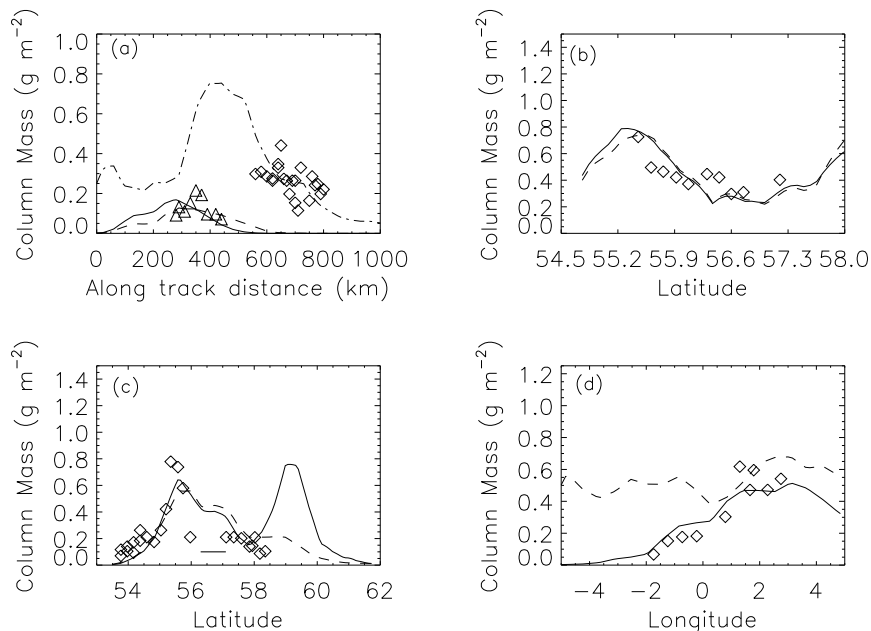 (a)
Column Mass (g m−2)
1.0
0.8
0.6
0.4
0.2
0.0
0 200 400 600 800 1000
Along track distance (km)
(b)
Column Mass (g m−2)
1.4
1.2
1.0
0.8
0.6
0.4
0.2
0.0
54.5 55.2 55.9 56.6 57.3 58.0
Latitude
(c)
Column Mass (g m−2)
1.4
1.2
1.0
0.8
0.6
0.4
0.2
0.0
54 56 58 60 62
Latitude
(d)
Column Mass (g m−2)
1.2
1.0
0.8
0.6
0.4
0.2
0.0
−4 −2 0 2 4
Longitude